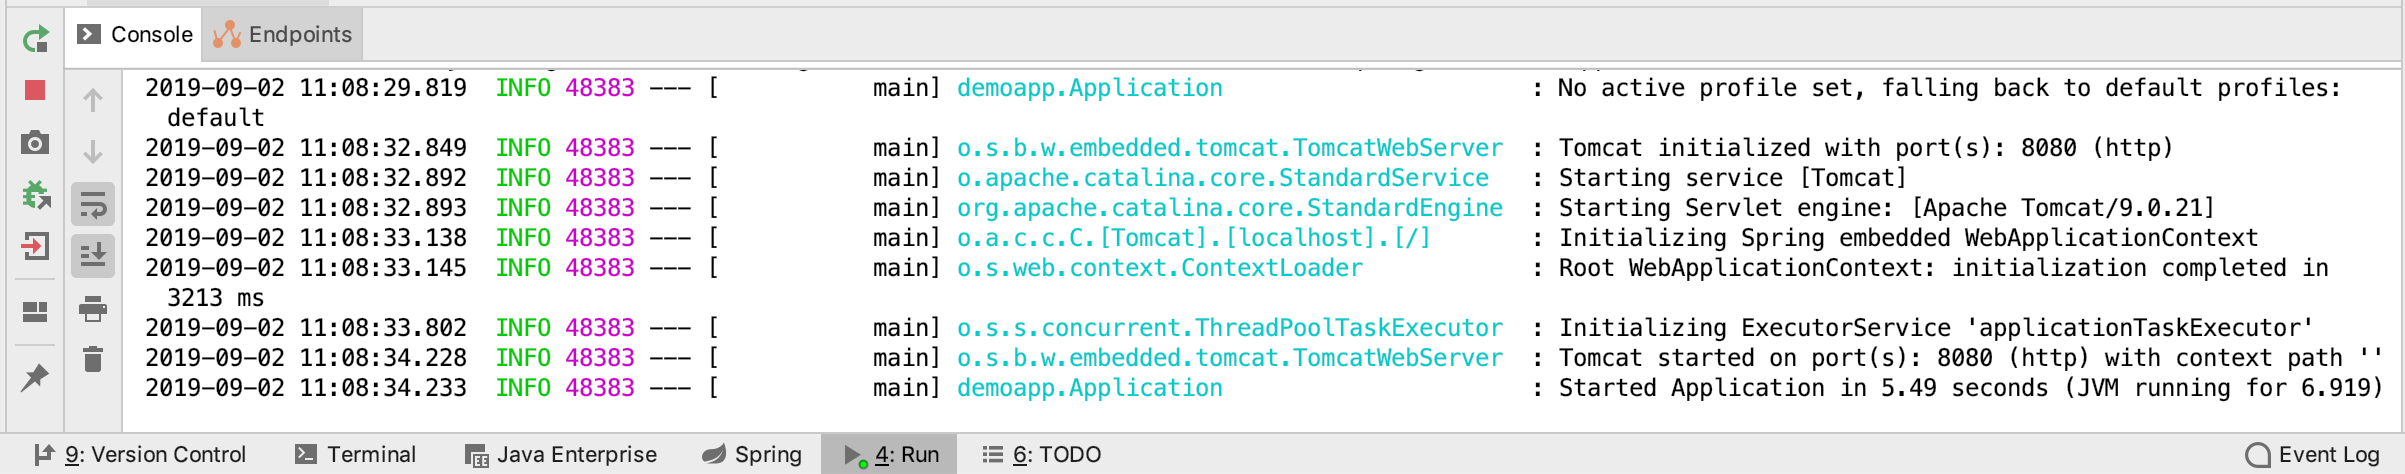 Console Endpoints
2019-09-02 11:08:29.819  INFO 48383 --- [           main] demoapp.Application                      : No active profile set, falling back to default profiles:
default
2019-09-02 11:08:32.849  INFO 48383 --- [           main] o.s.b.w.embedded.tomcat.TomcatWebServer  : Tomcat initialized with port(s): 8080 (http)
2019-09-02 11:08:32.892  INFO 48383 --- [           main] o.apache.catalina.core.StandardService   : Starting service [Tomcat]
2019-09-02 11:08:32.893  INFO 48383 --- [           main] org.apache.catalina.core.StandardEngine  : Starting Servlet engine: [Apache Tomcat/9.0.21]
2019-09-02 11:08:33.138  INFO 48383 --- [           main] o.a.c.c.C.[Tomcat].[localhost].[/]       : Initializing Spring embedded WebApplicationContext
2019-09-02 11:08:33.145  INFO 48383 --- [           main] o.s.web.context.ContextLoader            : Root WebApplicationContext: initialization completed in
3213 ms
2019-09-02 11:08:33.802  INFO 48383 --- [           main] o.s.s.concurrent.ThreadPoolTaskExecutor  : Initializing ExecutorService 'applicationTaskExecutor'
2019-09-02 11:08:34.228  INFO 48383 --- [           main] o.s.b.w.embedded.tomcat.TomcatWebServer  : Tomcat started on port(s): 8080 (http) with context path ''
2019-09-02 11:08:34.233  INFO 48383 --- [           main] demoapp.Application                      : Started Application in 5.49 seconds (JVM running for 6.919)
9: Version Control Terminal Java Enterprise Spring 4: Run 6: TODO Event Log